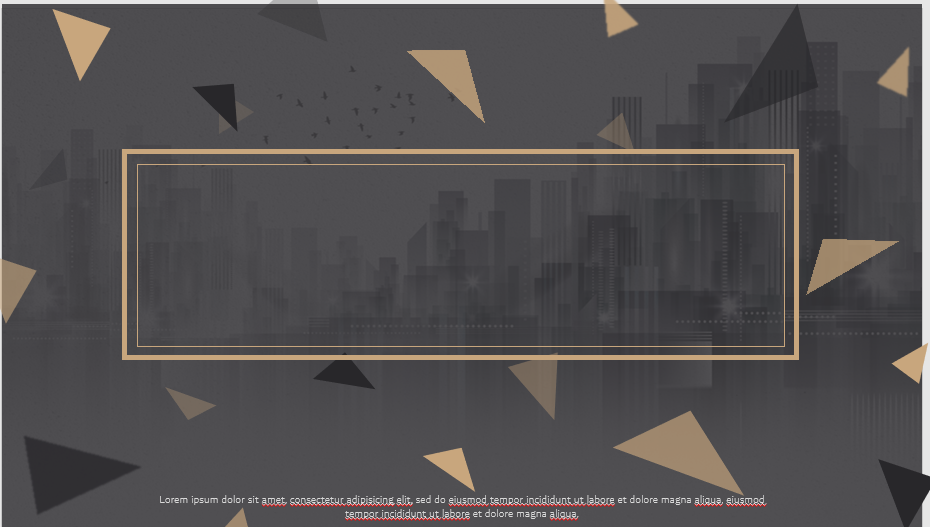 Lorem ipsum dolor sit amet, consectetur adipisicing elit, sed do eiusmod tempor incididunt ut labore et dolore magna aliqua. eiusmod
tempor incididunt ut labore et dolore magna aliqua.